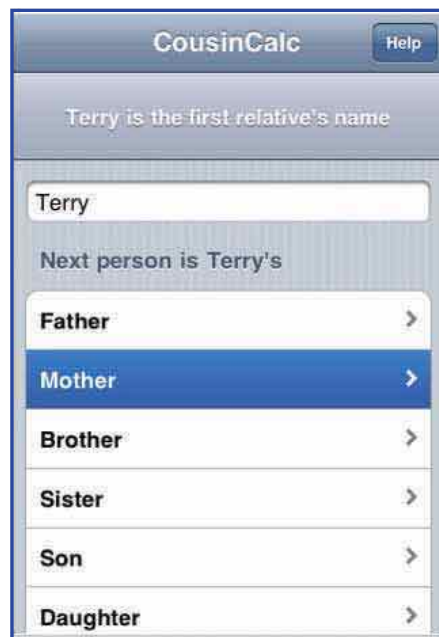 CousinCalc Help
Terry is the first relative's name
Terry
Next person is Terry's
Father
Mother
Brother
Sister
Son
Daughter